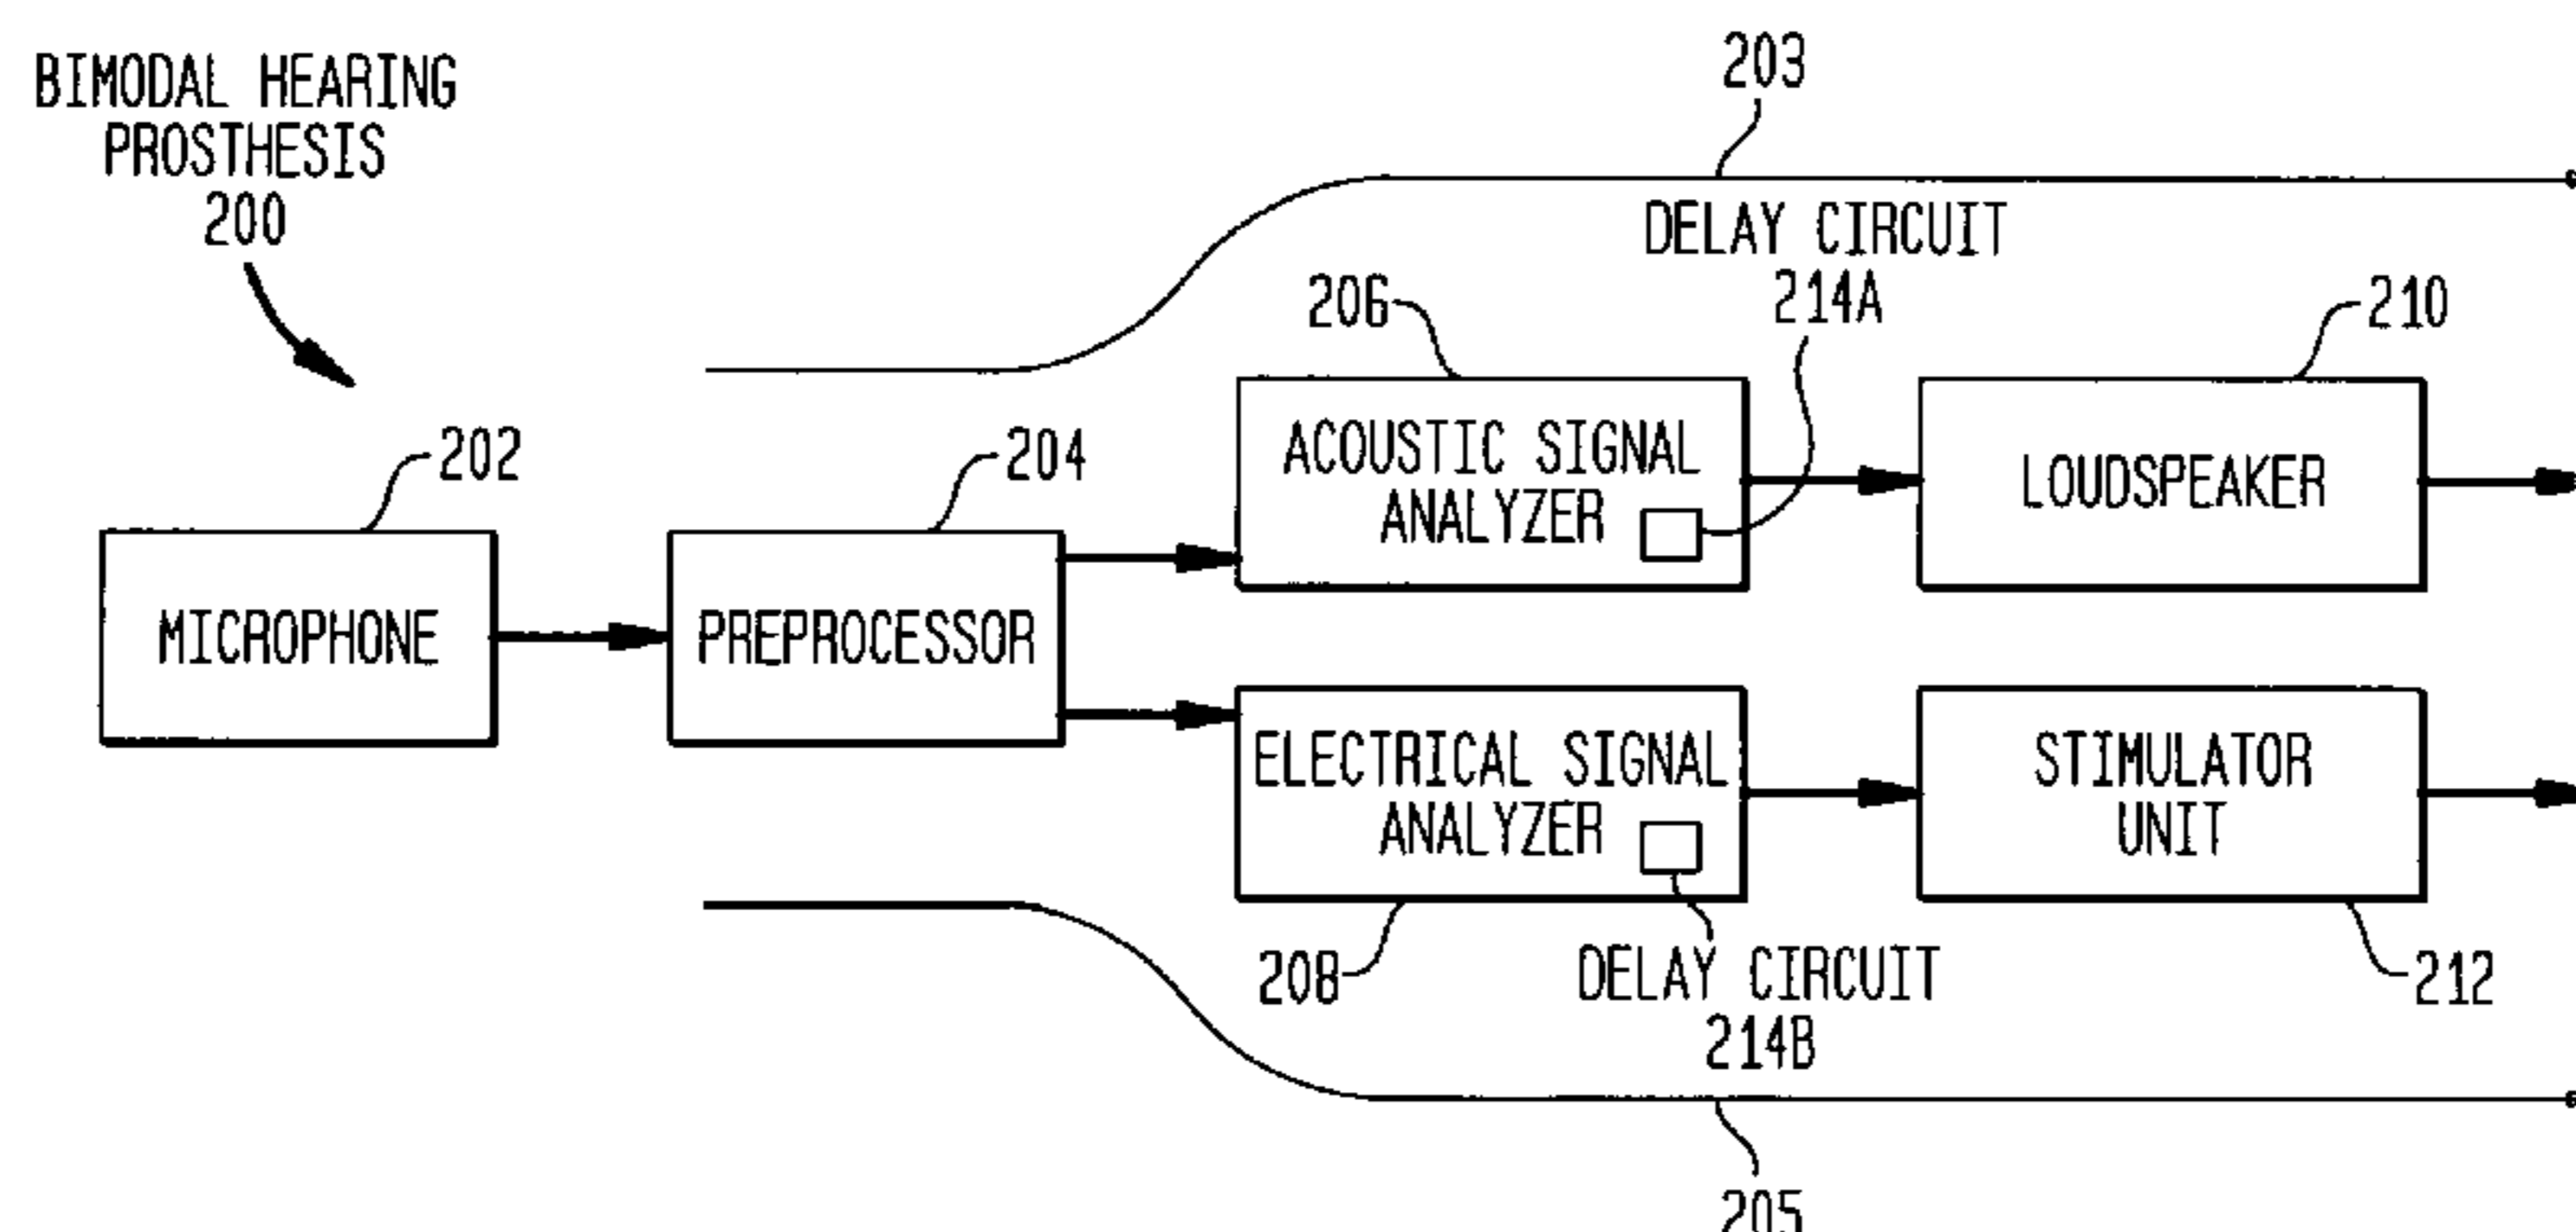 BIMODAL HEARING
PROSTHESIS
200
203
DELAY CIRCUIT
214A
206
210
202
204
ACOUSTIC SIGNAL
ANALYZER
LOUDSPEAKER
MICROPHONE
PREPROCESSOR
ELECTRICAL SIGNAL
ANALYZER
STIMULATOR
UNIT
208
DELAY CIRCUIT
214B
212
205